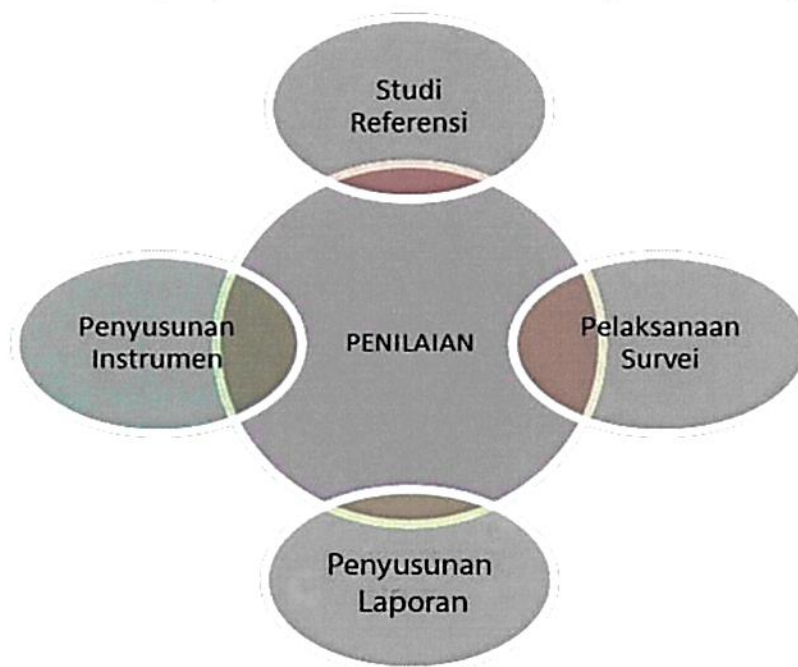 Studi
Referensi
Penyusunan
Instrumen
PENILAIAN
Pelaksanaan
Survei
Penyusunan
Laporan